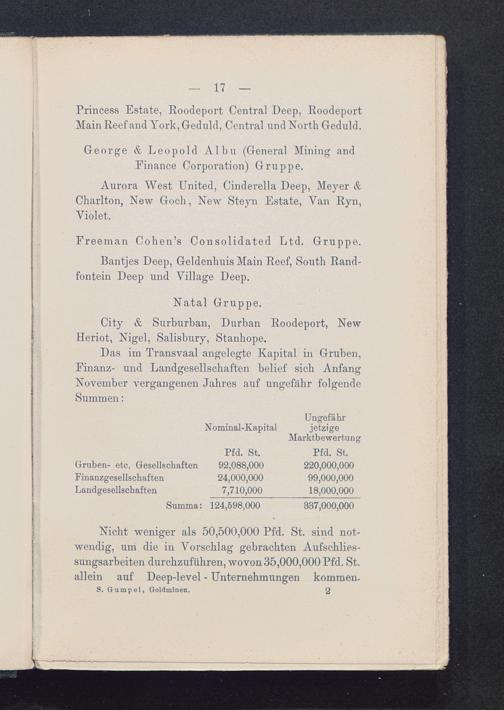 — 17 —
Princess Estate, Roodeport Central Deep, Roodeport
Main Reef and York, Geduld, Central und North Geduld.
George & Leopold Albu (General Mining and
Finance Corporation) Gruppe.
Aurora West United, Cinderella Deep, Meyer &
Charlton, New Goch, New Steyn Estate, Van Ryn,
Violet.
Freeman Cohen's Consolidated Ltd. Gruppe.
Bantjes Deep, Geldenhuis Main Reef, South Rand-
fontein Deep und Village Deep.
Natal Gruppe.
City & Surburban, Durban Roodeport, New
Heriot, Nigel, Salisbury, Stanhope.
Das im Transvaal angelegte Kapital in Gruben,
Finanz- und Landgesellschaften belief sich Anfang
November vergangenen Jahres auf ungefähr folgende
Summen:
Ungefähr
Nominal-Kapital jetzige
Marktbewertung
Pfd. St. Pfd. St.
Gruben- etc. Gesellschaften 92,088,000 220,000,000
Finanzgesellschaften 24,000,000 99,000,000
Landgesellschaften 7,710,000 18,000,000
Summa: 124,598,000 337,000,000
Nicht weniger als 50,500,000 Pfd. St. sind not-
wendig, um die in Vorschlag gebrachten Aufschlies-
sungsarbeiten durchzuführen, wovon 35,000,000 Pfd. St.
allein auf Deep-level-Unternehmungen kommen.
S. Gumpel, Goldminen. 2